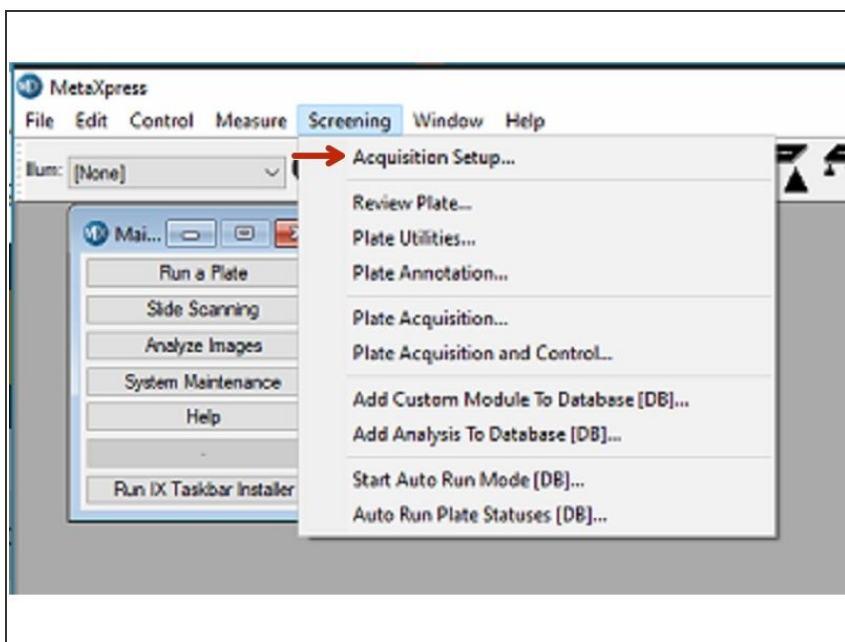 MetaXpress
File Edit Control Measure Screening Window Help
Illum: [None]
Acquisition Setup...
Review Plate...
Plate Utilities...
Plate Annotation...
Plate Acquisition...
Plate Acquisition and Control...
Add Custom Module To Database [DB]...
Add Analysis To Database [DB]...
Start Auto Run Mode [DB]...
Auto Run Plate Statuses [DB]...
Mai...
Run a Plate
Slide Scanning
Analyze Images
System Maintenance
Help
-
Run IX Taskbar Installer